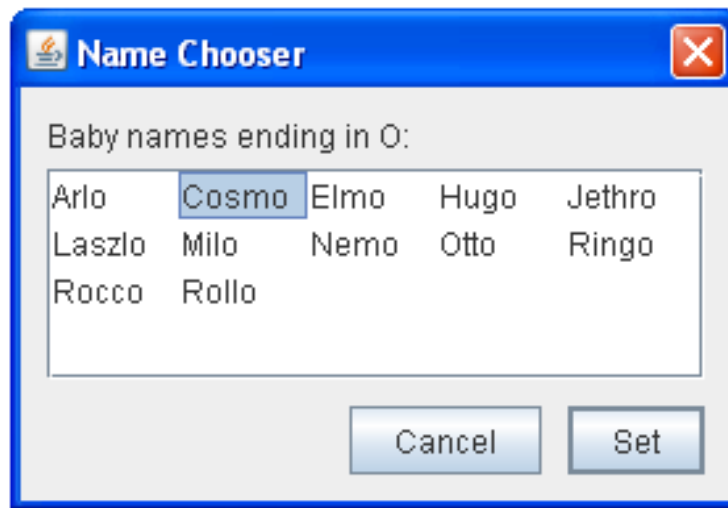 Name Chooser
Baby names ending in O:
Arlo Cosmo Elmo Hugo Jethro
Laszlo Milo Nemo Otto Ringo
Rocco Rollo
Cancel Set